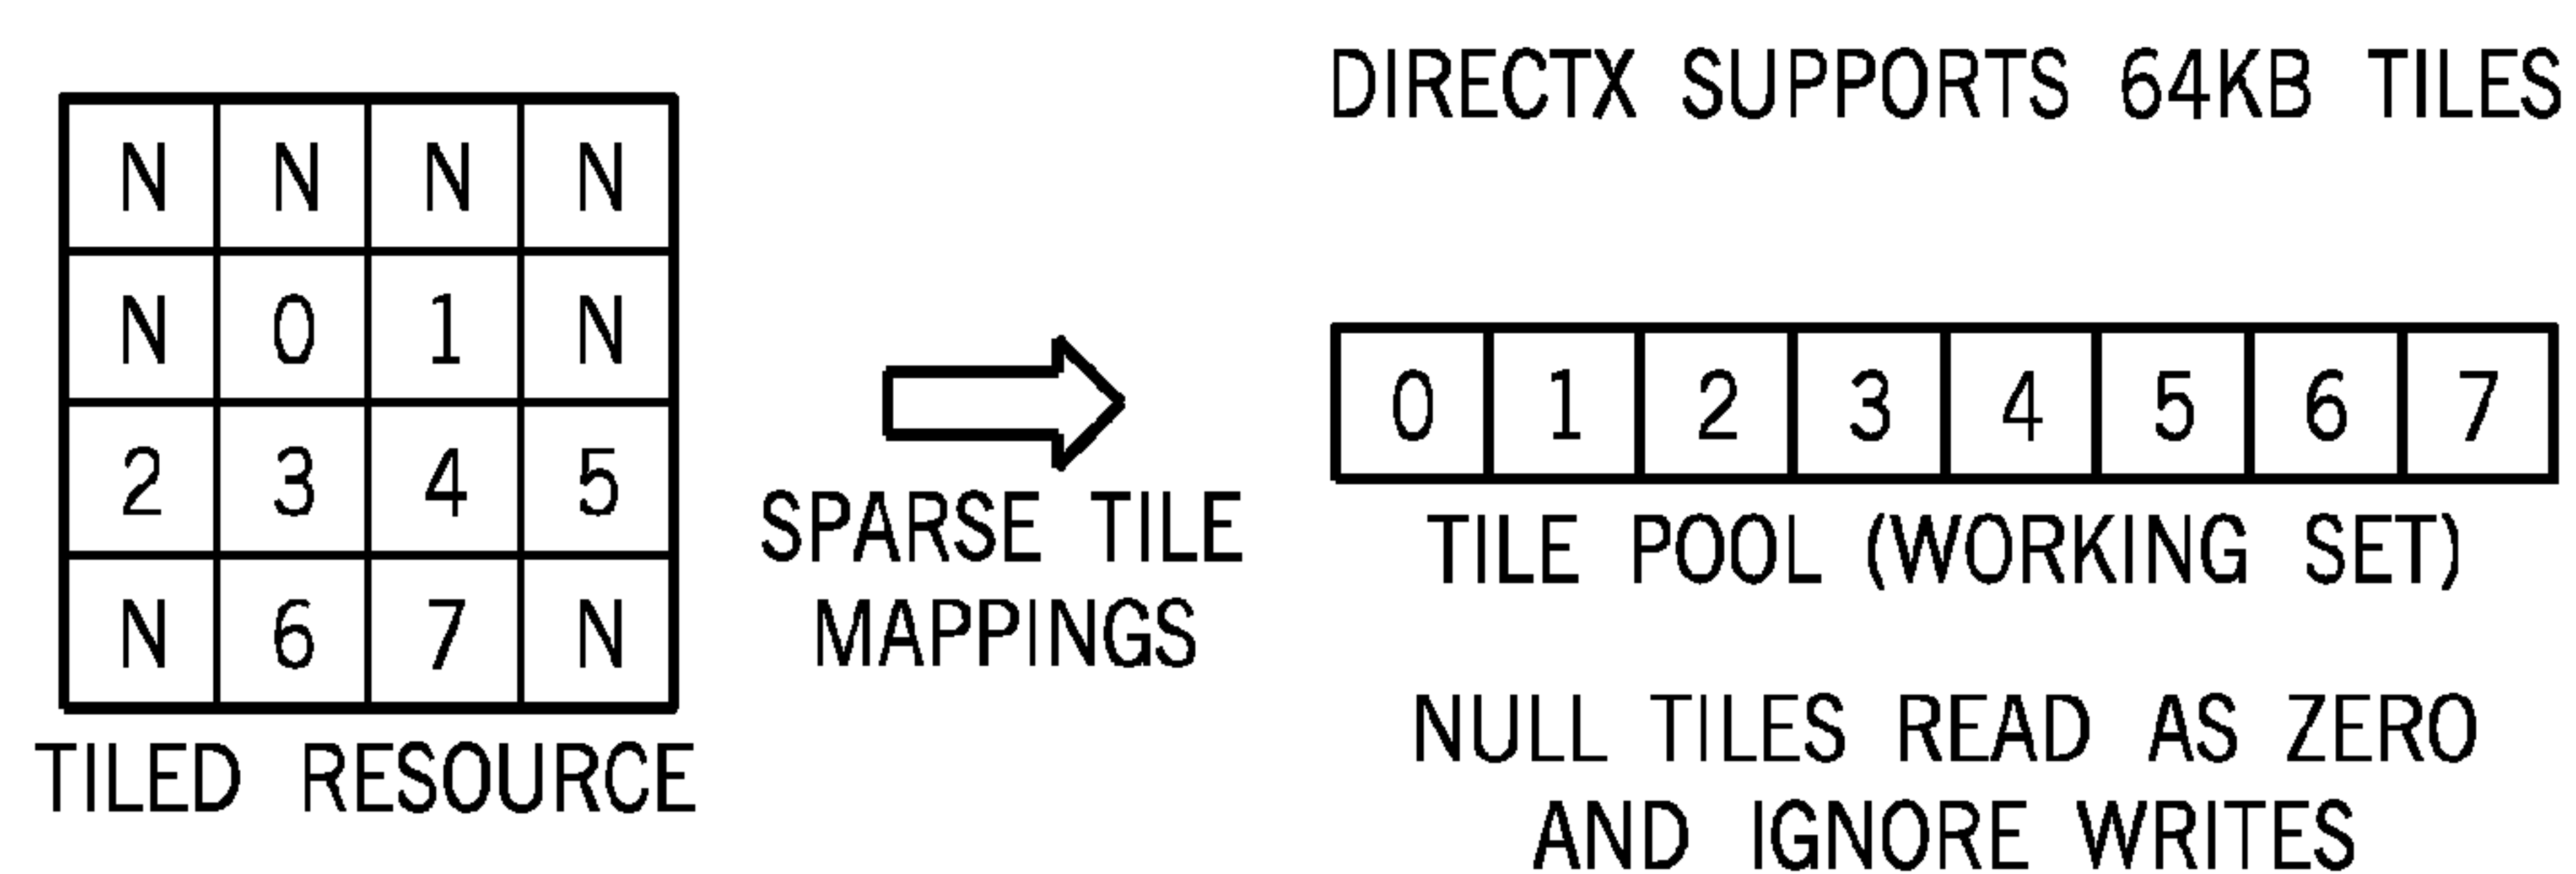 DIRECTX SUPPORTS 64KB TILES
N N N N
N 0 1 N
2 3 4 5
N 6 7 N
TILED RESOURCE
SPARSE TILE
MAPPINGS
0 1 2 3 4 5 6 7
TILE POOL (WORKING SET)
NULL TILES READ AS ZERO
AND IGNORE WRITES